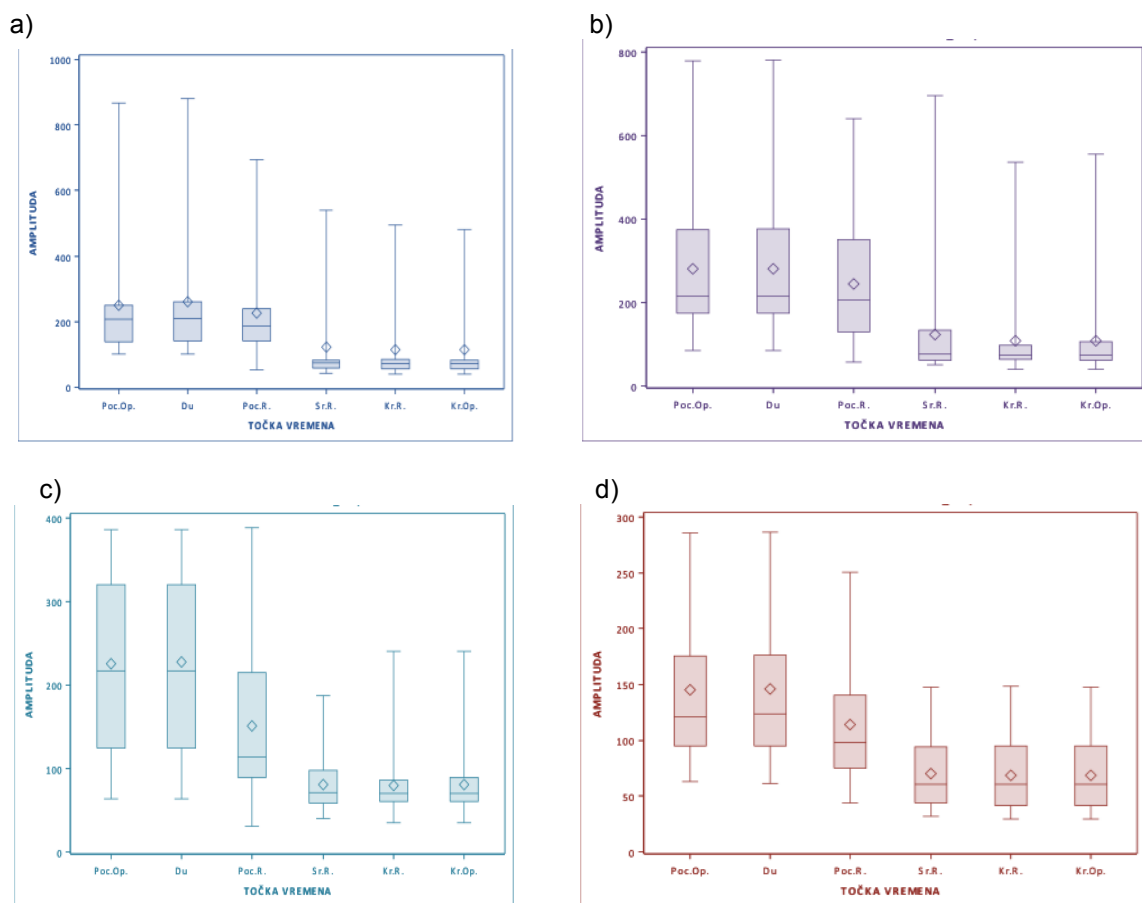 a)
1000
800
600
400
200
0
AMPLITUDA
Poc.Op. Du Poc.R. Sr.R. Kr.R. Kr.Op.
TOČKA VREMENA
b)
800
600
400
200
0
AMPLITUDA
Poc.Op. Du Poc.R. Sr.R. Kr.R. Kr.Op.
TOČKA VREMENA
c)
400
300
200
100
0
AMPLITUDA
Poc.Op. Du Poc.R. Sr.R. Kr.R. Kr.Op.
TOČKA VREMENA
d)
300
250
200
150
100
50
0
AMPLITUDA
Poc.Op. Du Poc.R. Sr.R. Kr.R. Kr.Op.
TOČKA VREMENA